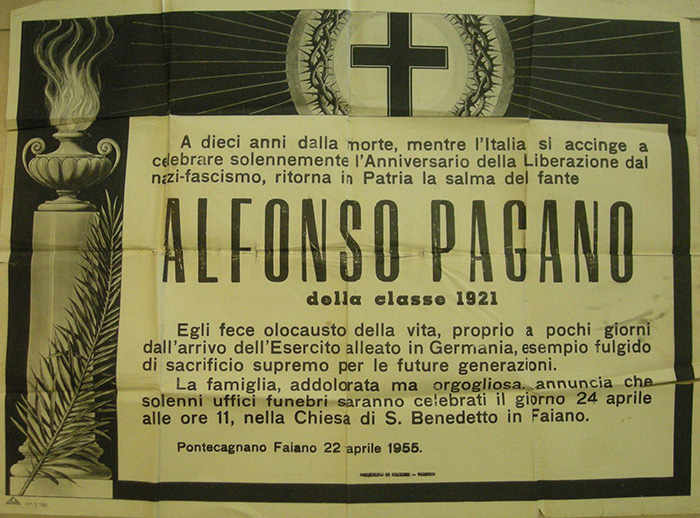 A dieci anni dalla morte, mentre l'Italia si accinge a
celebrare solennemente l'Anniversario della Liberazione dal
nazi-fascismo, ritorna in Patria la salma del fante
ALFONSO PAGANO
della classe 1921
Egli fece olocausto della vita, proprio a pochi giorni
dall'arrivo dell'Esercito alleato in Germania, esempio fulgido
di sacrificio supremo per le future generazioni.
La famiglia, addolorata ma orgogliosa, annuncia che
solenni uffici funebri saranno celebrati il giorno 24 aprile
alle ore 11, nella Chiesa di S. Benedetto in Faiano.
Pontecagnano Faiano 22 aprile 1955.